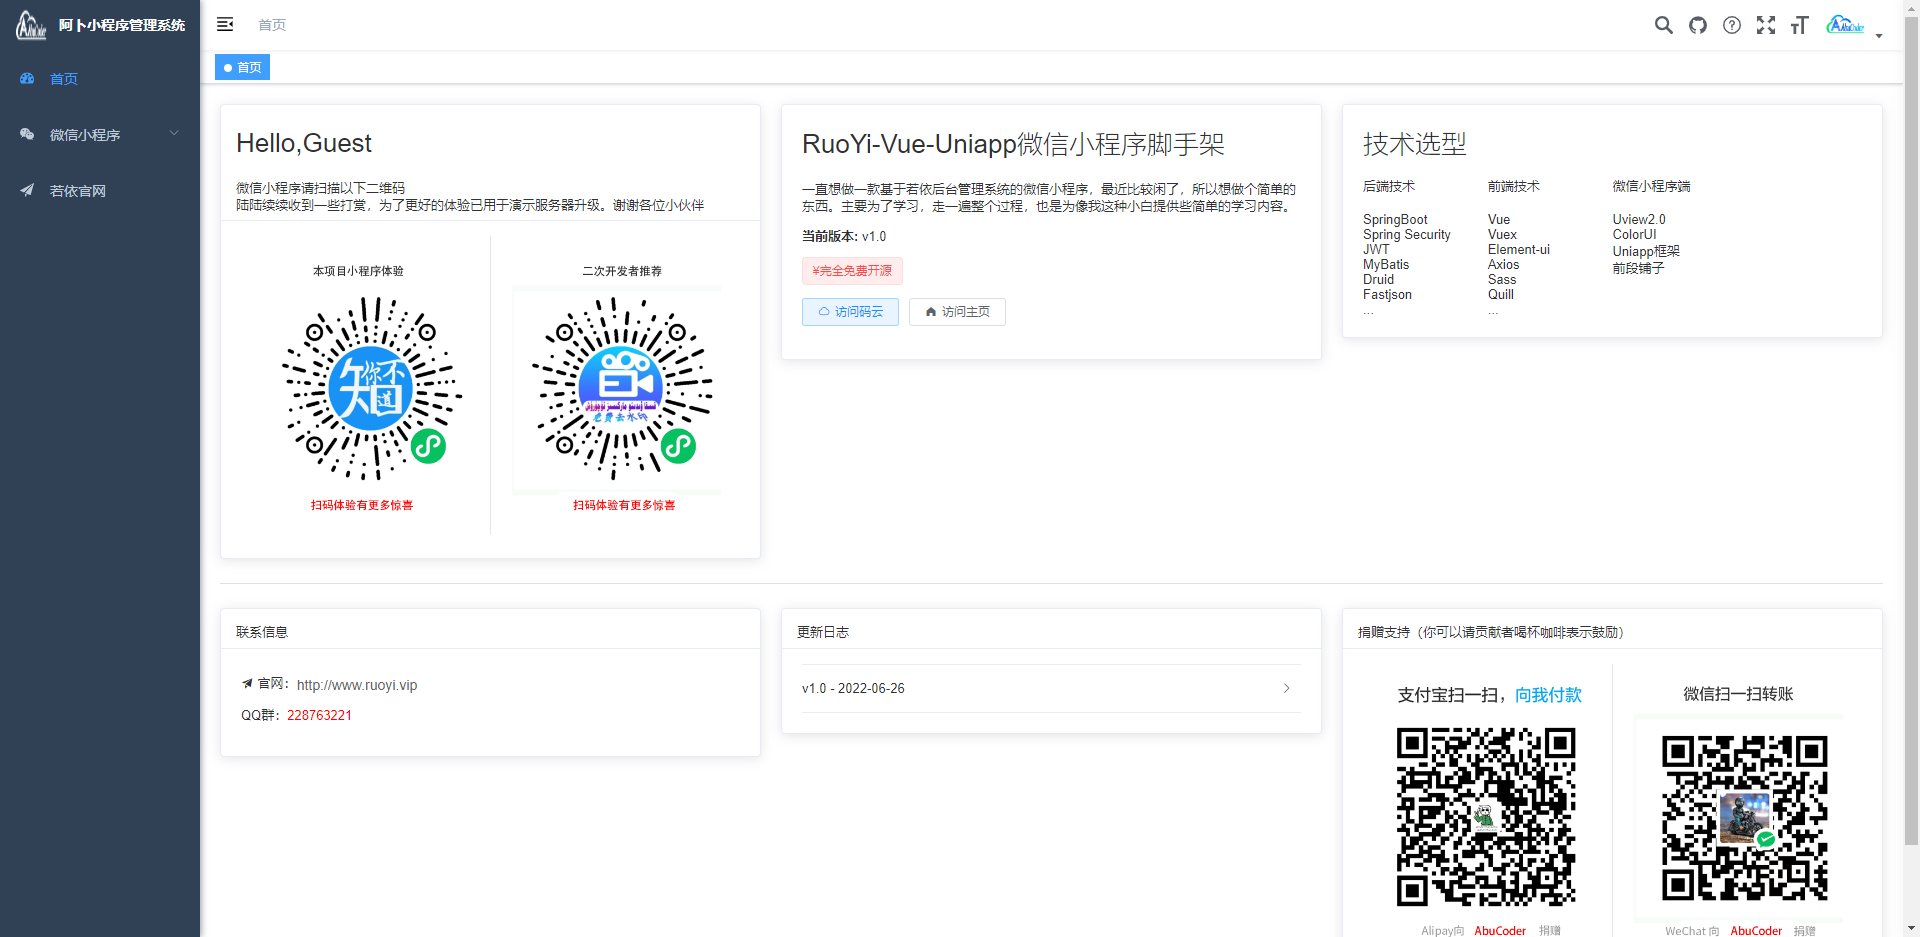 阿卜小程序管理系统
首页
微信小程序
若依官网
首页
首页
Hello,Guest
微信小程序请扫描以下二维码
陆陆续续收到一些打赏，为了更好的体验已用于演示服务器升级。谢谢各位小伙伴
本项目小程序体验
知你不道
扫码体验有更多惊喜
二次开发者推荐
免费去水印
扫码体验有更多惊喜
RuoYi-Vue-Uniapp微信小程序脚手架
一直想做一款基于若依后台管理系统的微信小程序，最近比较闲了，所以想做个简单的
东西。主要为了学习，走一遍整个过程，也是为像我这种小白提供些简单的学习内容。
当前版本: v1.0
¥完全免费开源
访问码云
访问主页
技术选型
后端技术
SpringBoot
Spring Security
JWT
MyBatis
Druid
Fastjson
...
前端技术
Vue
Vuex
Element-ui
Axios
Sass
Quill
...
微信小程序端
Uview2.0
ColorUI
Uniapp框架
前段铺子
联系信息
官网：http://www.ruoyi.vip
QQ群：228763221
更新日志
v1.0 - 2022-06-26
捐赠支持（你可以请贡献者喝杯咖啡表示鼓励）
支付宝扫一扫，向我付款
Alipay向 AbuCoder 捐赠
微信扫一扫转账
WeChat 向 AbuCoder 捐赠